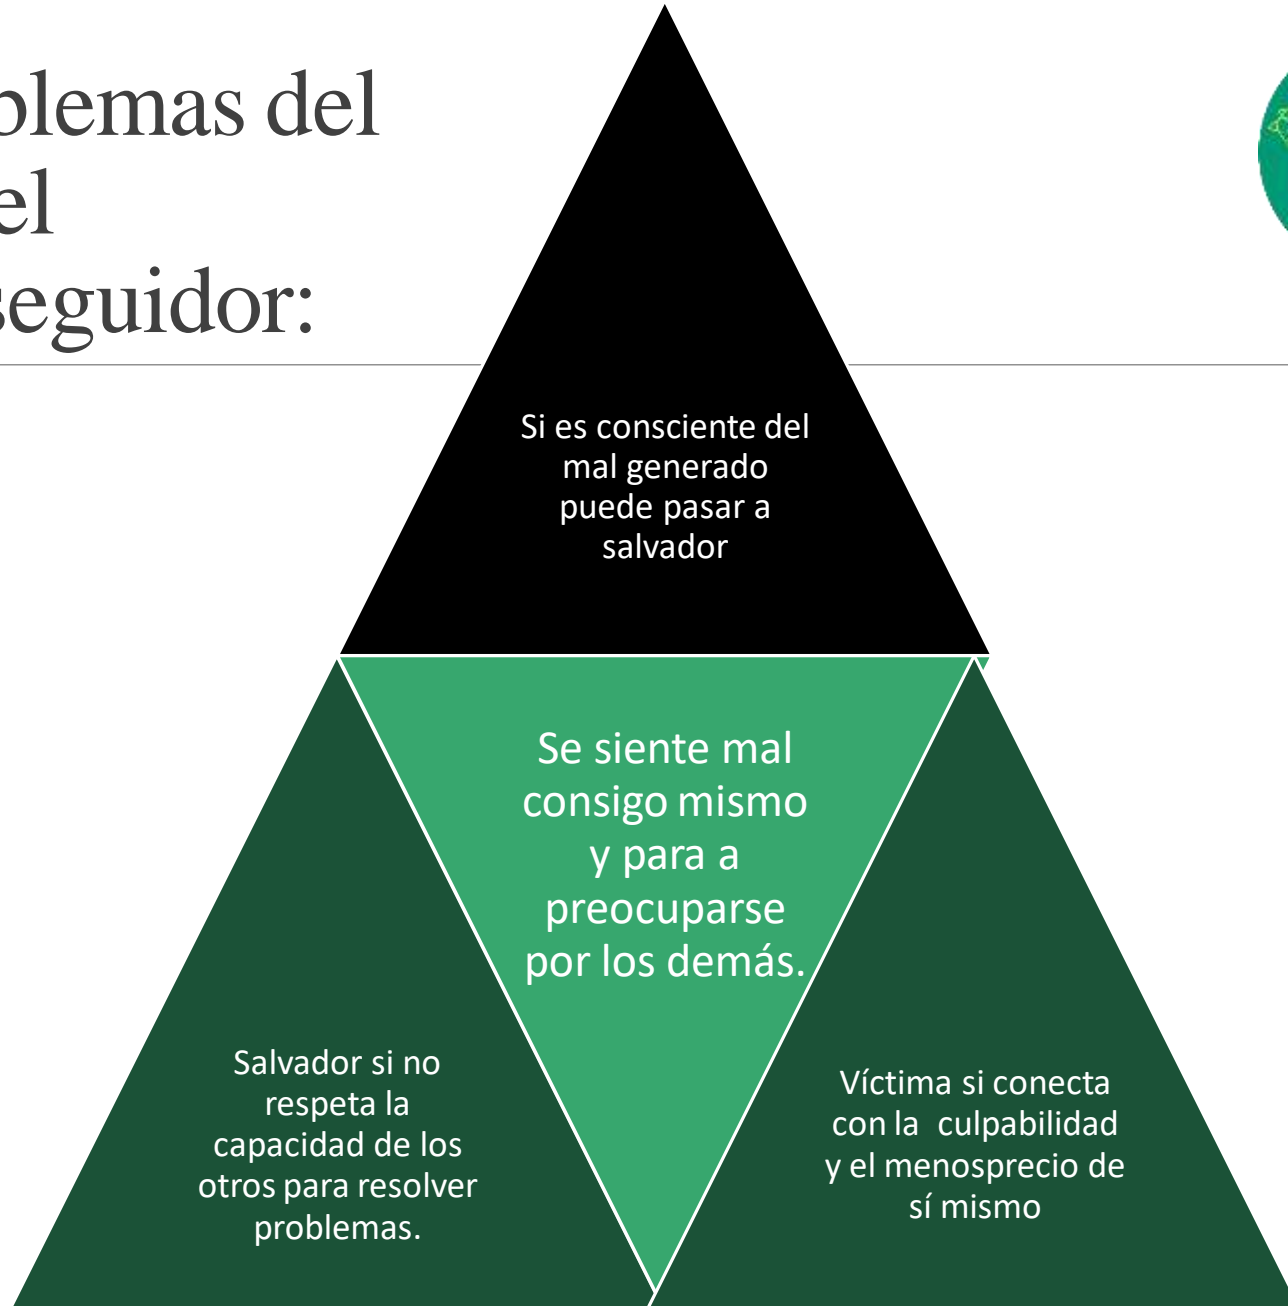 blemas del
el
seguidor:
Si es consciente del
mal generado
puede pasar a
salvador
Se siente mal
consigo mismo
y para a
preocuparse
por los demás.
Salvador si no
respeta la
capacidad de los
otros para resolver
problemas.
Víctima si conecta
con la culpabilidad
y el menosprecio de
sí mismo